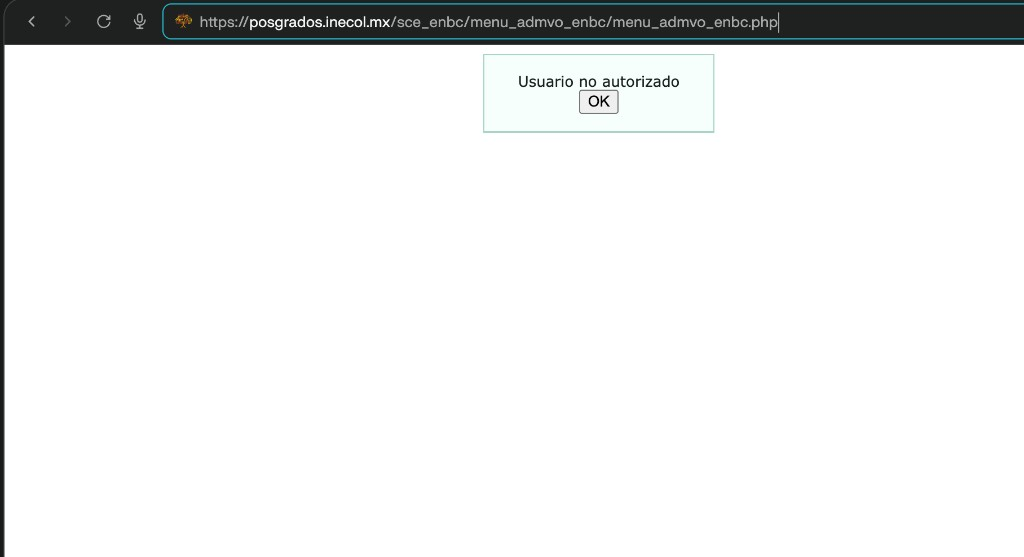 https://posgrados.inecol.mx/sce_enbc/menu_admvo_enbc/menu_admvo_enbc.php
Usuario no autorizado
OK